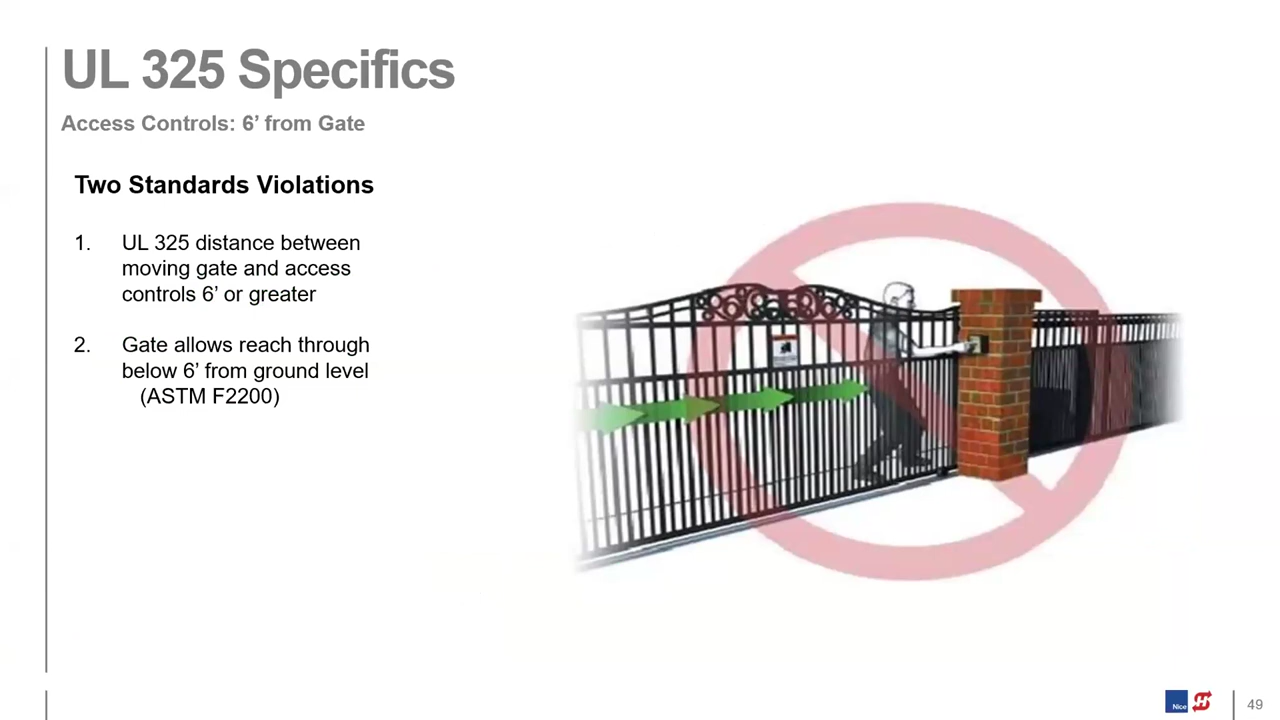 UL 325 Specifics
Access Controls: 6’ from Gate
Two Standards Violations
1. UL 325 distance between
moving gate and access
controls 6’ or greater
2. Gate allows reach through
below 6’ from ground level
(ASTM F2200)
Nice
H
49